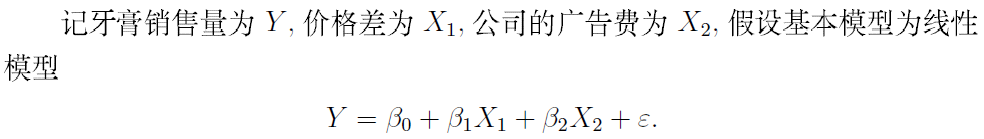 记牙膏销售量为 Y, 价格差为 X₁, 公司的广告费为 X₂, 假设基本模型为线性
模型
Y = β₀ + β₁X₁ + β₂X₂ + ε.